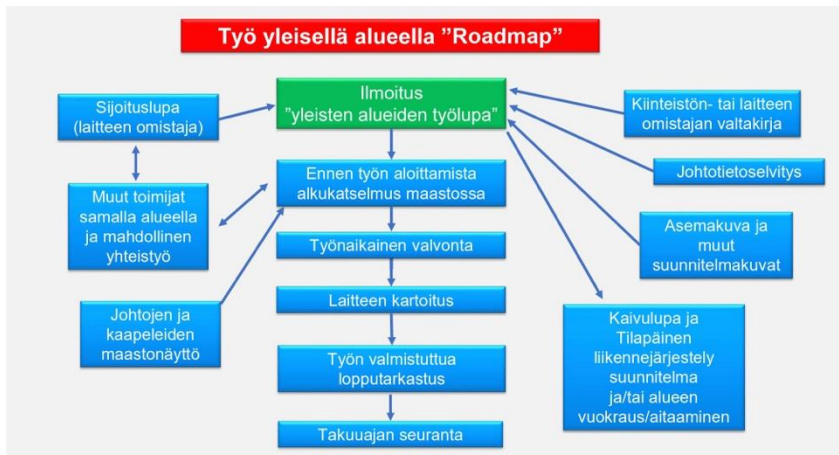 Työ yleisellä alueella ”Roadmap”
Ilmoitus
”yleisten alueiden työlupa”
Sijoituslupa
(laitteen omistaja)
Kiinteistön- tai laitteen
omistajan valtakirja
Ennen työn aloittamista
alkukatselmus maastossa
Johtotietoselvitys
Muut toimijat
samalla alueella
ja mahdollinen
yhteistyö
Asemakuva ja
muut
suunnitelmakuvat
Työnaikainen valvonta
Laitteen kartoitus
Johtojen ja
kaapeleiden
maastonäyttö
Kaivulupa ja
Tilapäinen
liikennejärjestely
suunnitelma
ja/tai alueen
vuokraus/aitaaminen
Työn valmistuttua
lopputarkastus
Takuuajan seuranta